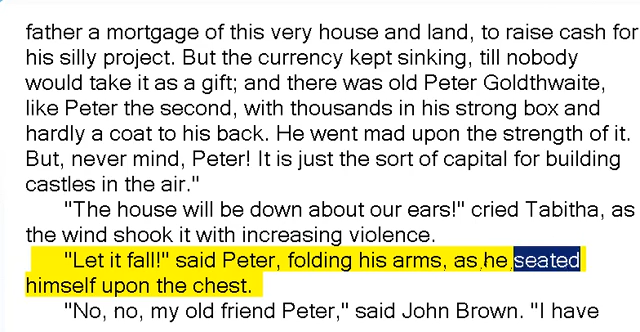 father a mortgage of this very house and land, to raise cash for
his silly project. But the currency kept sinking, till nobody
would take it as a gift; and there was old Peter Goldthwaite,
like Peter the second, with thousands in his strong box and
hardly a coat to his back. He went mad upon the strength of it.
But, never mind, Peter! It is just the sort of capital for building
castles in the air."
"The house will be down about our ears!" cried Tabitha, as
the wind shook it with increasing violence.
"Let it fall!" said Peter, folding his arms, as he seated
himself upon the chest.
"No, no, my old friend Peter," said John Brown. "I have